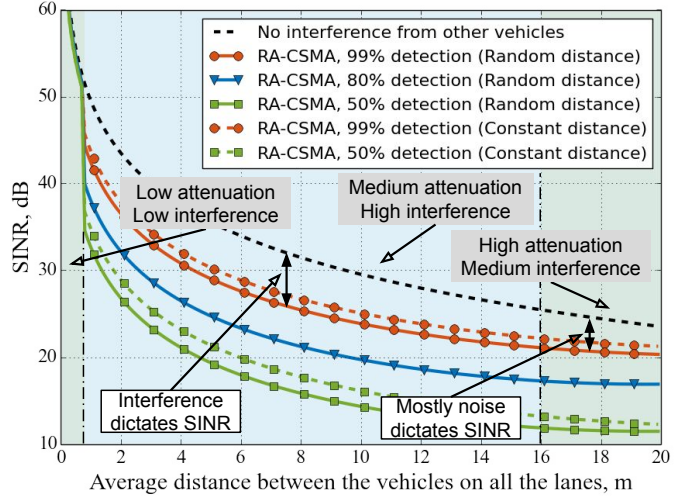 60
50
40
30
20
10
SINR, dB
No interference from other vehicles
RA-CSMA, 99% detection (Random distance)
RA-CSMA, 80% detection (Random distance)
RA-CSMA, 50% detection (Random distance)
RA-CSMA, 99% detection (Constant distance)
RA-CSMA, 50% detection (Constant distance)
Low attenuation
Low interference
Medium attenuation
High interference
High attenuation
Medium interference
Interference
dictates SINR
Mostly noise
dictates SINR
0 2 4 6 8 10 12 14 16 18 20
Average distance between the vehicles on all the lanes, m